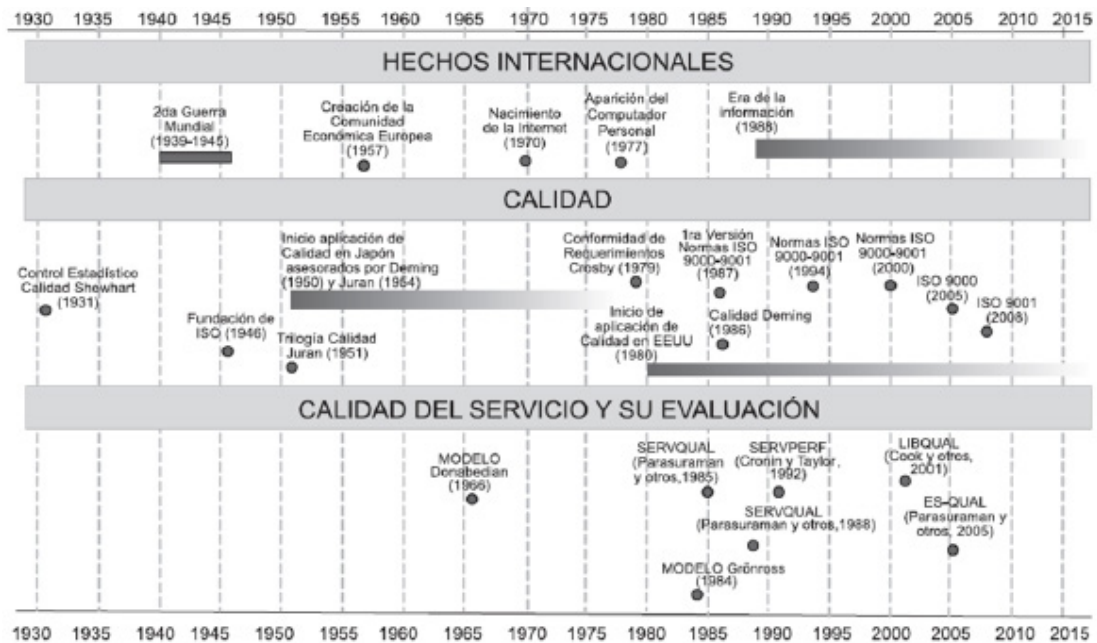 1930 1935 1940 1945 1950 1955 1960 1965 1970 1975 1980 1985 1990 1995 2000 2005 2010 2015
HECHOS INTERNACIONALES
2da Guerra
Mundial
(1939-1945)
Creación de la
Comunidad
Económica Europea
(1957)
Nacimiento
de la Internet
(1970)
Aparición del
Computador
Personal
(1977)
Era de la
información
(1988)
CALIDAD
Control Estadístico
Calidad Shewhart
(1931)
Fundación de
ISO (1946)
Inicio aplicación de
Calidad en Japón
asesorados por Deming
(1950) y Juran (1954)
Trilogía Calidad
Juran (1951)
Conformidad de
Requerimientos
Crosby (1979)
Inicio de
aplicación de
Calidad en EEUU
(1980)
1ra Versión
Normas ISO
9000-9001
(1987)
Calidad Deming
(1986)
Normas ISO
9000-9001
(1994)
Normas ISO
9000-9001
(2000)
ISO 9000
(2005)
ISO 9001
(2008)
CALIDAD DEL SERVICIO Y SU EVALUACIÓN
MODELO
Donabedian
(1966)
SERVQUAL
(Parasuraman
y otros,1985)
SERVPERF
(Cronin y Taylor,
1992)
SERVQUAL
(Parasuraman y otros,1988)
MODELO Grönross
(1984)
LIBQUAL
(Cook y otros,
2001)
ES-QUAL
(Parasuraman y
otros, 2005)
1930 1935 1940 1945 1950 1955 1960 1965 1970 1975 1980 1985 1990 1995 2000 2005 2010 2015